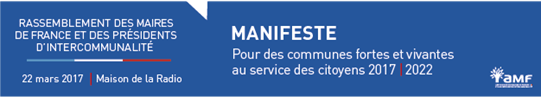 RASSEMBLEMENT DES MAIRES
DE FRANCE ET DES PRÉSIDENTS
D'INTERCOMMUNALITÉ
22 mars 2017 | Maison de la Radio
MANIFESTE
Pour des communes fortes et vivantes
au service des citoyens 2017 | 2022
AMF